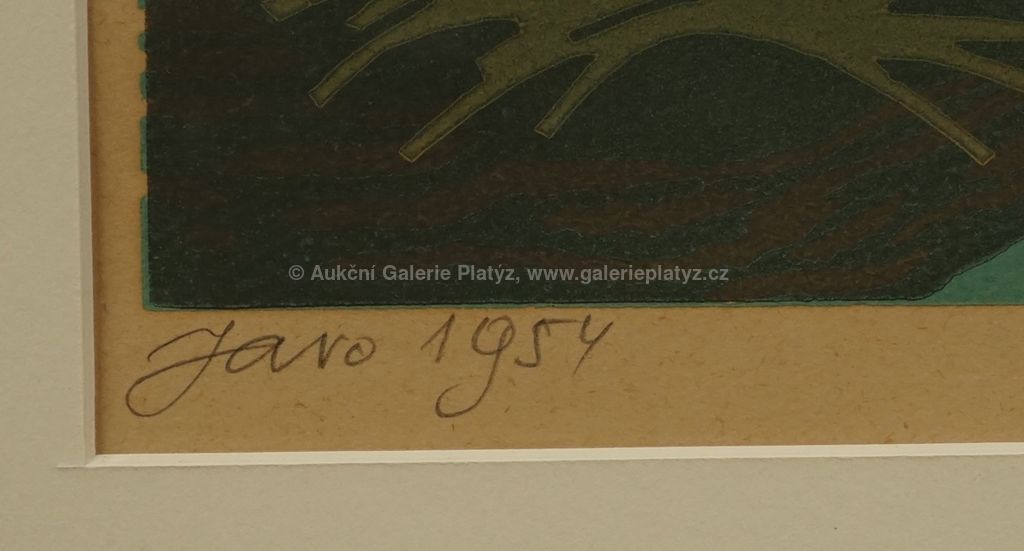 © Aukční Galerie Platýz, www.galerieplatyz.cz
Jaro 1954